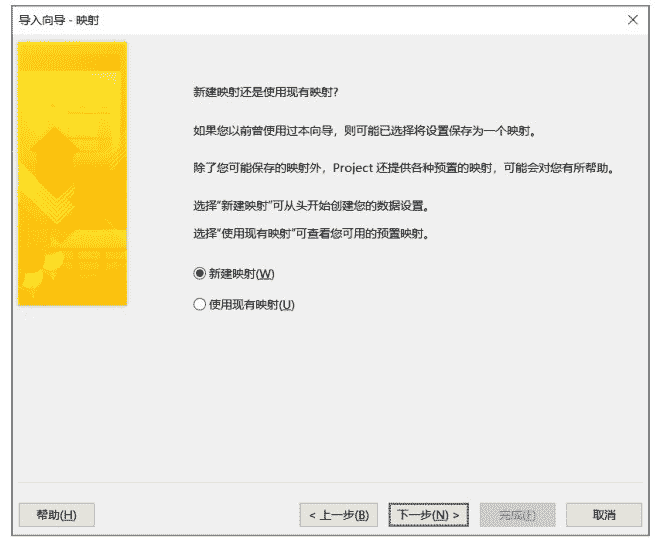 导入向导 - 映射
新建映射还是使用现有映射?
如果您以前曾使用过本向导，则可能已选择将设置保存为一个映射。
除了您可能保存的映射外，Project 还提供各种预置的映射，可能会对您有所帮助。
选择“新建映射”可从头开始创建您的数据设置。
选择“使用现有映射”可查看您可用的预置映射。
新建映射(W)
使用现有映射(U)
帮助(H)
< 上一步(B)
下一步(N) >
完成(F)
取消